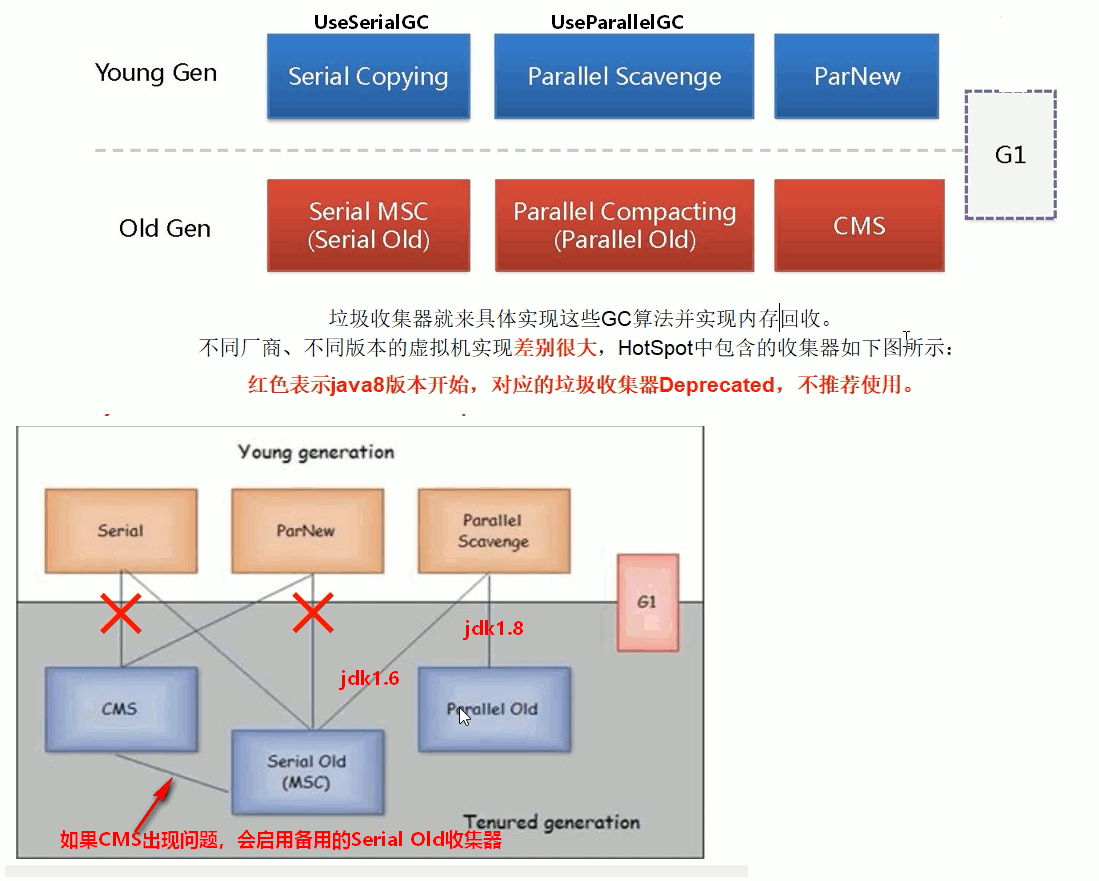 UseSerialGC UseParallelGC
Young Gen Serial Copying Parallel Scavenge ParNew
G1
Old Gen
Serial MSC
(Serial Old)
Parallel Compacting
(Parallel Old)
CMS
垃圾收集器就来具体实现这些GC算法并实现内存回收。
不同厂商、不同版本的虚拟机实现差别很大，HotSpot中包含的收集器如下图所示：
红色表示java8版本开始，对应的垃圾收集器Deprecated，不推荐使用。
Young generation
Serial
ParNew
Parallel
Scavenge
G1
jdk1.8
jdk1.6
CMS
Parallel Old
Serial Old
(MSC)
Tenured generation
如果CMS出现问题，会启用备用的Serial Old收集器